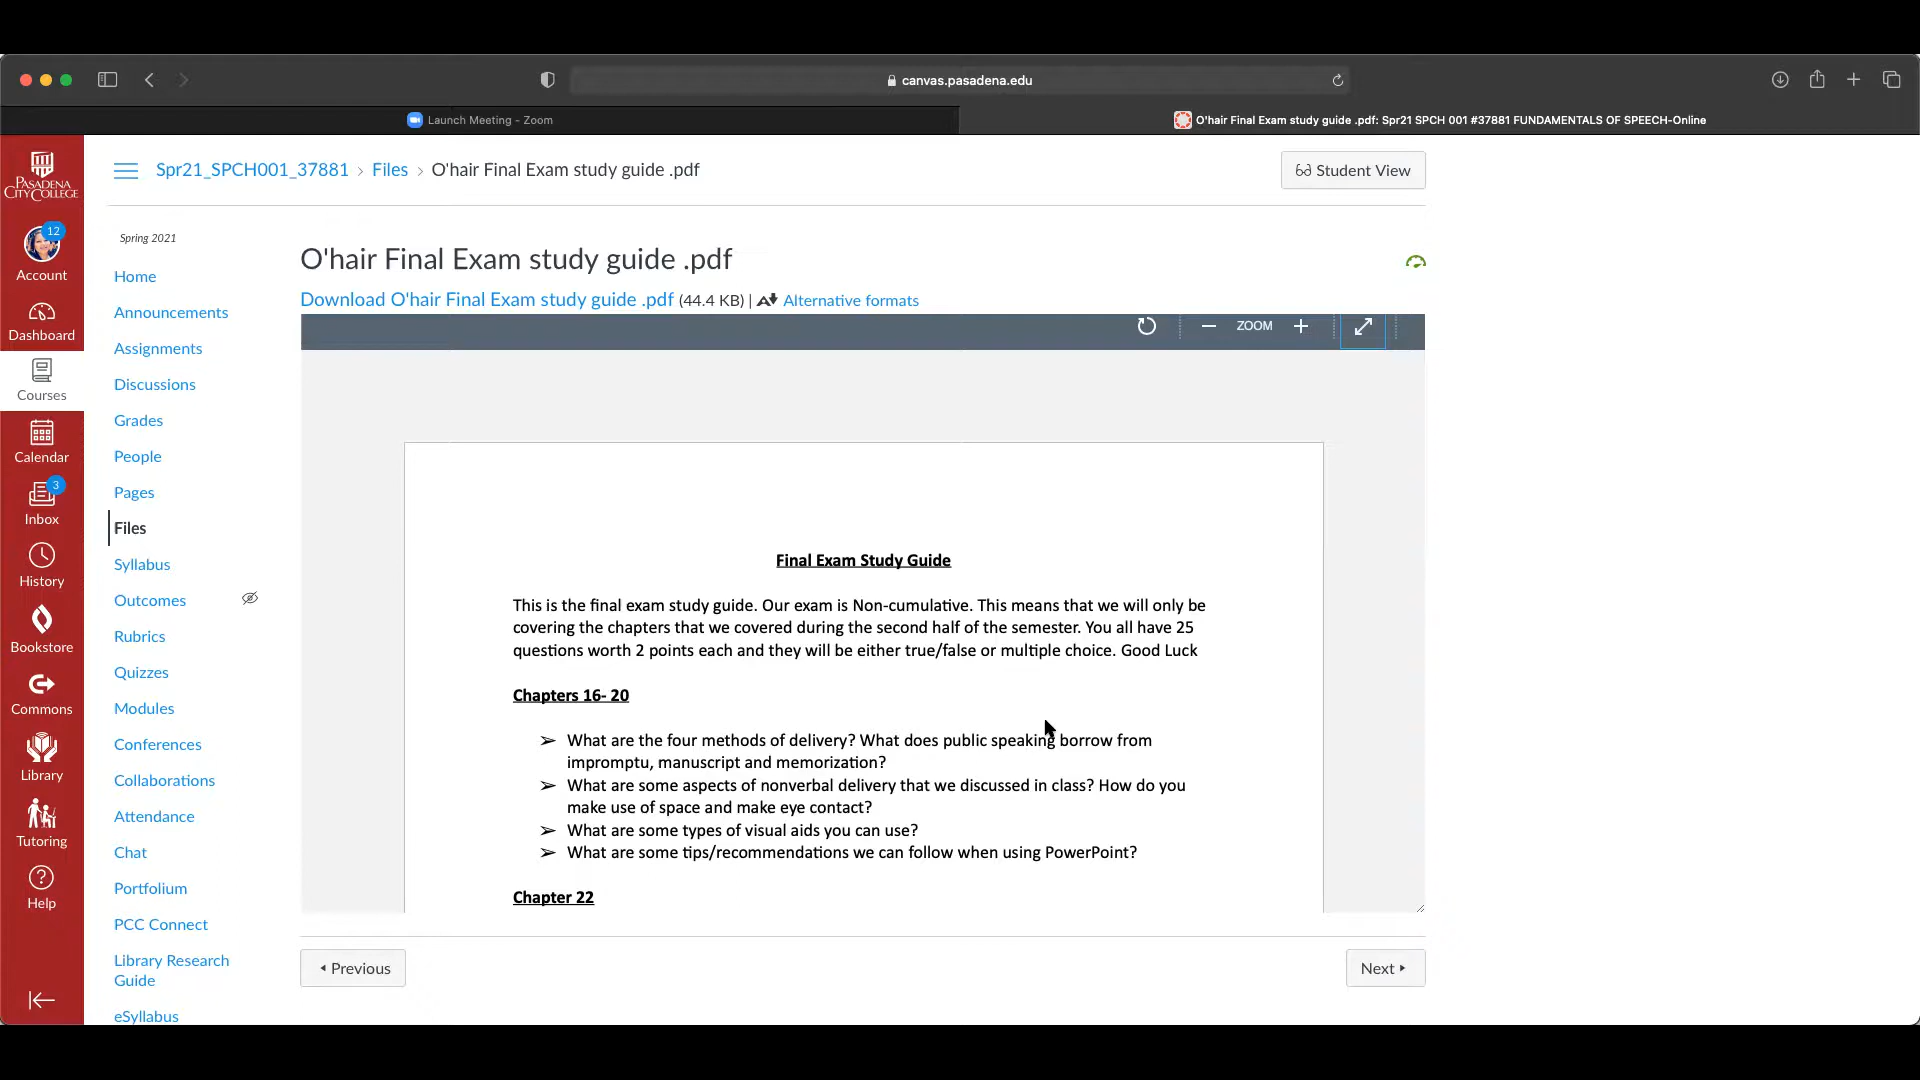 canvas.pasadena.edu
Launch Meeting - Zoom
O'hair Final Exam study guide .pdf: Spr21 SPCH 001 #37881 FUNDAMENTALS OF SPEECH-Online
PASADENA
CITY COLLEGE
12
Account
Dashboard
Courses
Calendar
3
Inbox
History
Bookstore
Commons
Library
Tutoring
Help
Spr21_SPCH001_37881 › Files › O'hair Final Exam study guide .pdf
Student View
Spring 2021
Home
Announcements
Assignments
Discussions
Grades
People
Pages
Files
Syllabus
Outcomes
Rubrics
Quizzes
Modules
Conferences
Collaborations
Attendance
Chat
Portfolium
PCC Connect
Library Research
Guide
eSyllabus
O'hair Final Exam study guide .pdf
Download O'hair Final Exam study guide .pdf (44.4 KB) | Alternative formats
ZOOM
Final Exam Study Guide
This is the final exam study guide. Our exam is Non-cumulative. This means that we will only be
covering the chapters that we covered during the second half of the semester. You all have 25
questions worth 2 points each and they will be either true/false or multiple choice. Good Luck
Chapters 16- 20
➢ What are the four methods of delivery? What does public speaking borrow from
impromptu, manuscript and memorization?
➢ What are some aspects of nonverbal delivery that we discussed in class? How do you
make use of space and make eye contact?
➢ What are some types of visual aids you can use?
➢ What are some tips/recommendations we can follow when using PowerPoint?
Chapter 22
Previous
Next